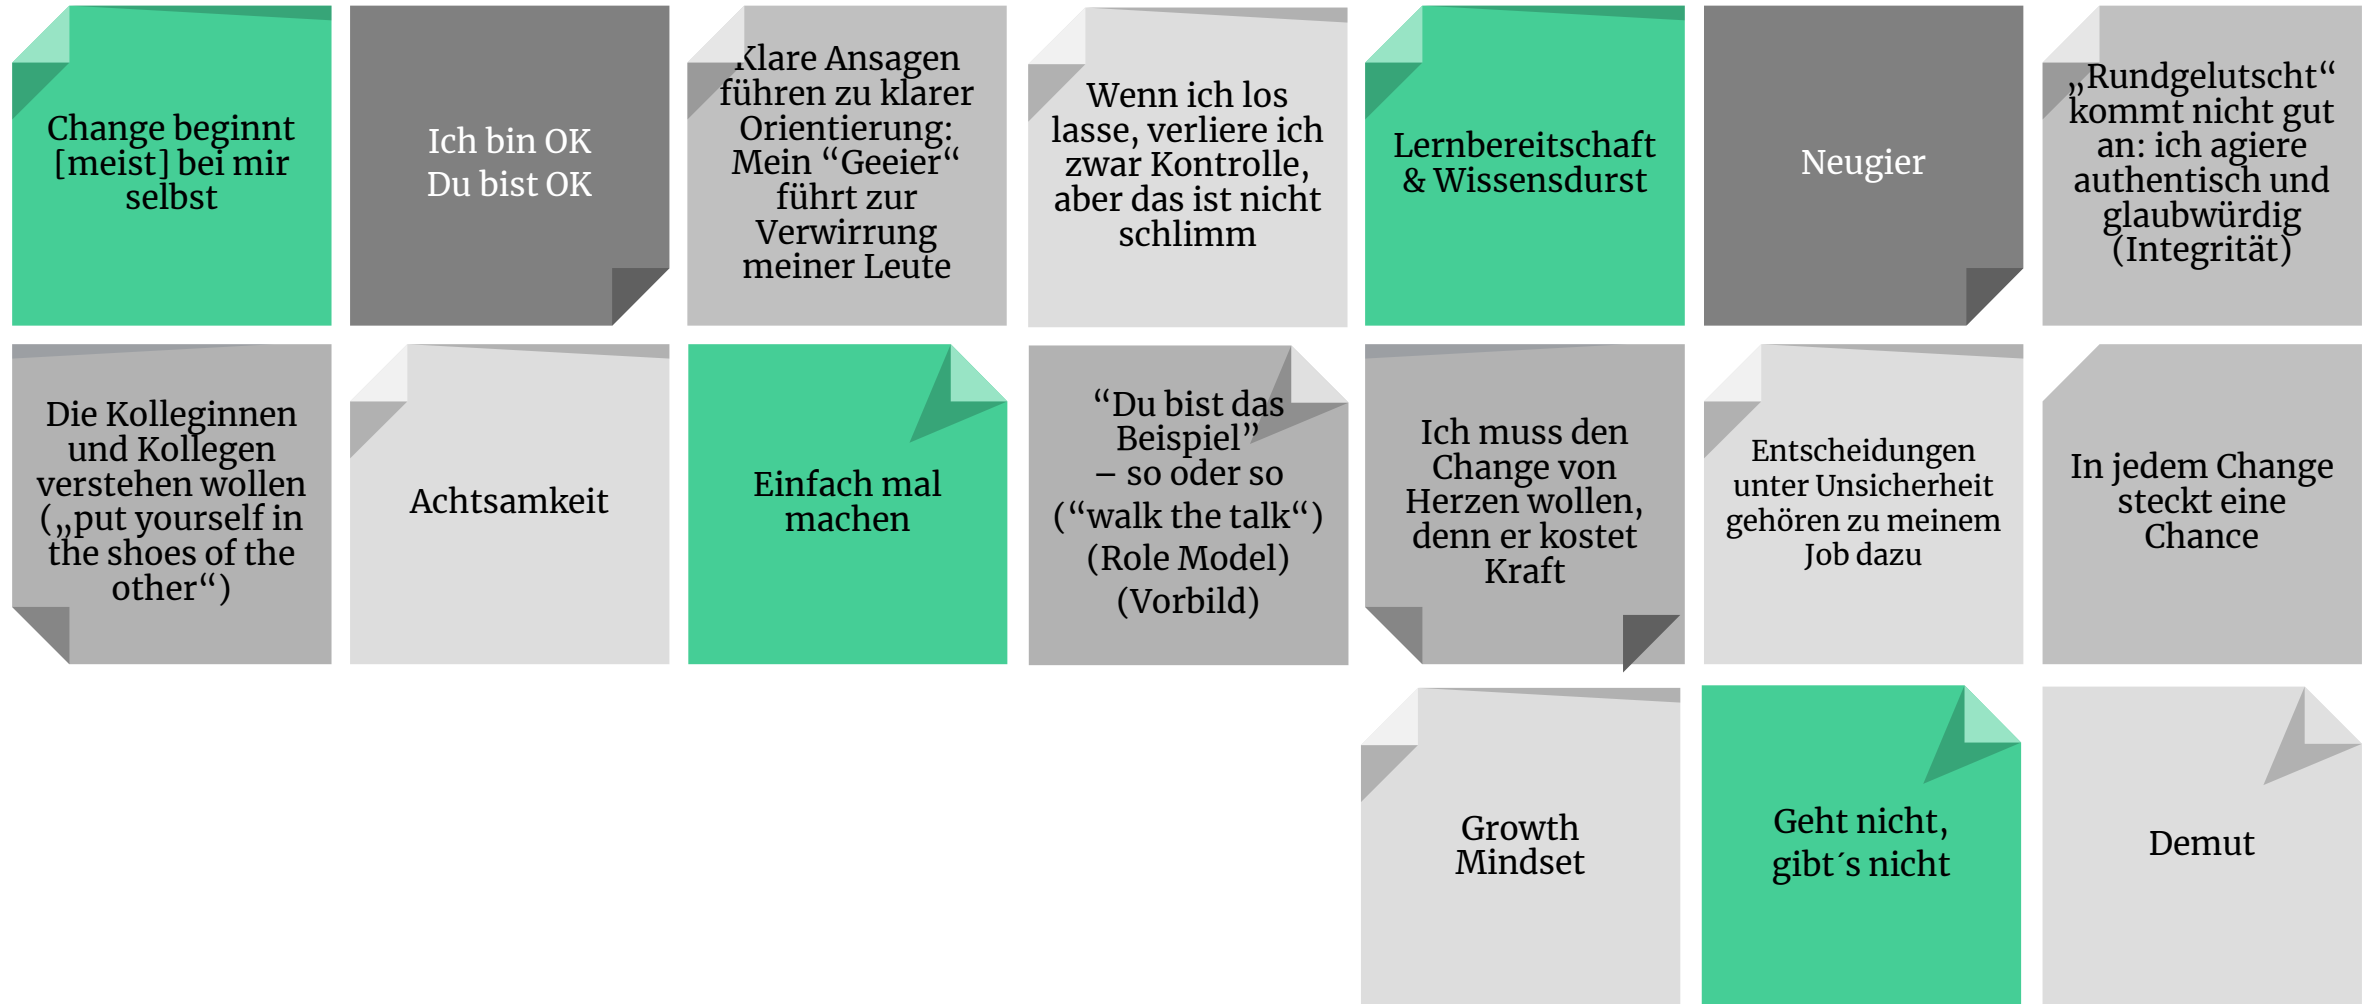 Change beginnt
[meist] bei mir
selbst
Ich bin OK
Du bist OK
Klare Ansagen
führen zu klarer
Orientierung:
Mein “Geeier“
führt zur
Verwirrung
meiner Leute
Wenn ich los
lasse, verliere ich
zwar Kontrolle,
aber das ist nicht
schlimm
Lernbereitschaft
& Wissensdurst
Neugier
„Rundgelutscht“
kommt nicht gut
an: ich agiere
authentisch und
glaubwürdig
(Integrität)
Die Kolleginnen
und Kollegen
verstehen wollen
(„put yourself in
the shoes of the
other“)
Achtsamkeit
Einfach mal
machen
“Du bist das
Beispiel”
– so oder so
(“walk the talk“)
(Role Model)
(Vorbild)
Ich muss den
Change von
Herzen wollen,
denn er kostet
Kraft
Entscheidungen
unter Unsicherheit
gehören zu meinem
Job dazu
In jedem Change
steckt eine
Chance
Growth
Mindset
Geht nicht,
gibt´s nicht
Demut